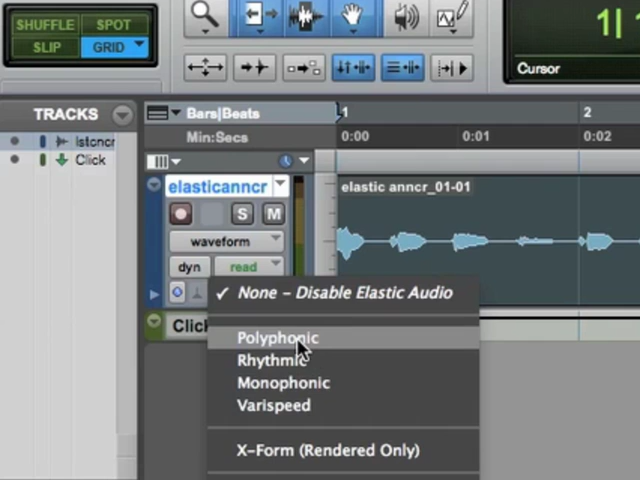 SHUFFLE SPOT
SLIP GRID
1|
Cursor
TRACKS
Bars|Beats
1
2
Min:Secs
0:00
0:01
0:02
Click
elasticanncr
elastic anncr_01-01
S M
waveform
dyn read
None – Disable Elastic Audio
Click
Polyphonic
Rhythmic
Monophonic
Varispeed
X-Form (Rendered Only)